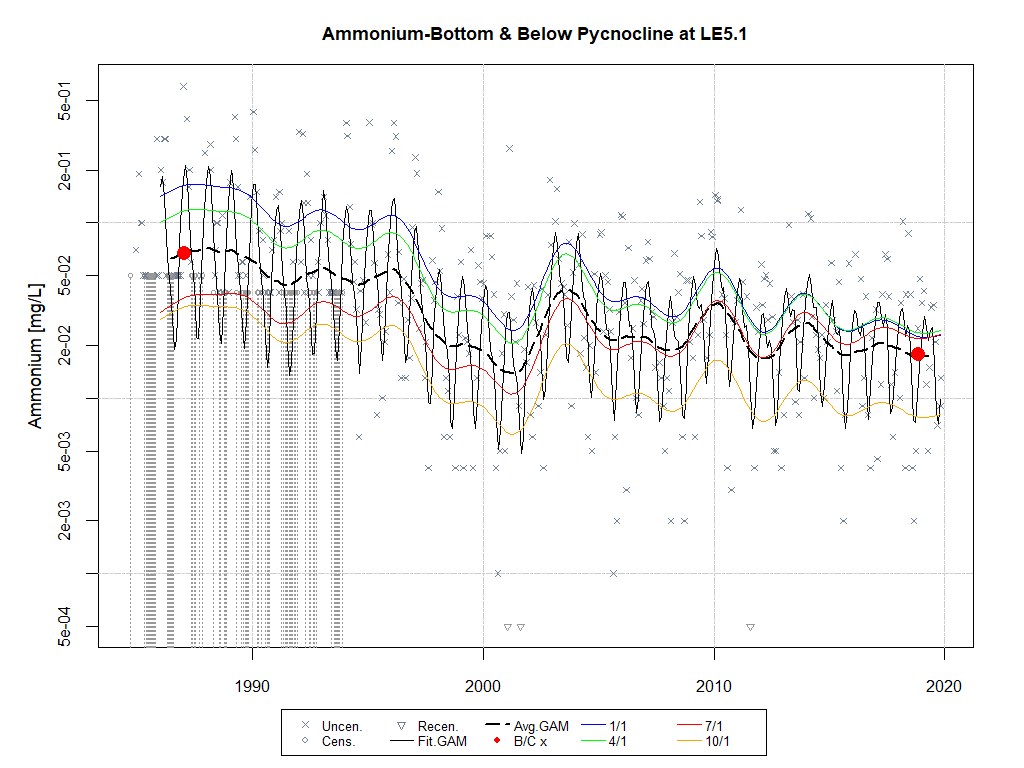 Ammonium-Bottom & Below Pycnocline at LE5.1
Ammonium [mg/L]
5e-01
2e-01
5e-02
2e-02
5e-03
2e-03
5e-04
1990 2000 2010 2020
Uncen. Recen. Avg.GAM 1/1 7/1
Cens. Fit.GAM B/C x 4/1 10/1